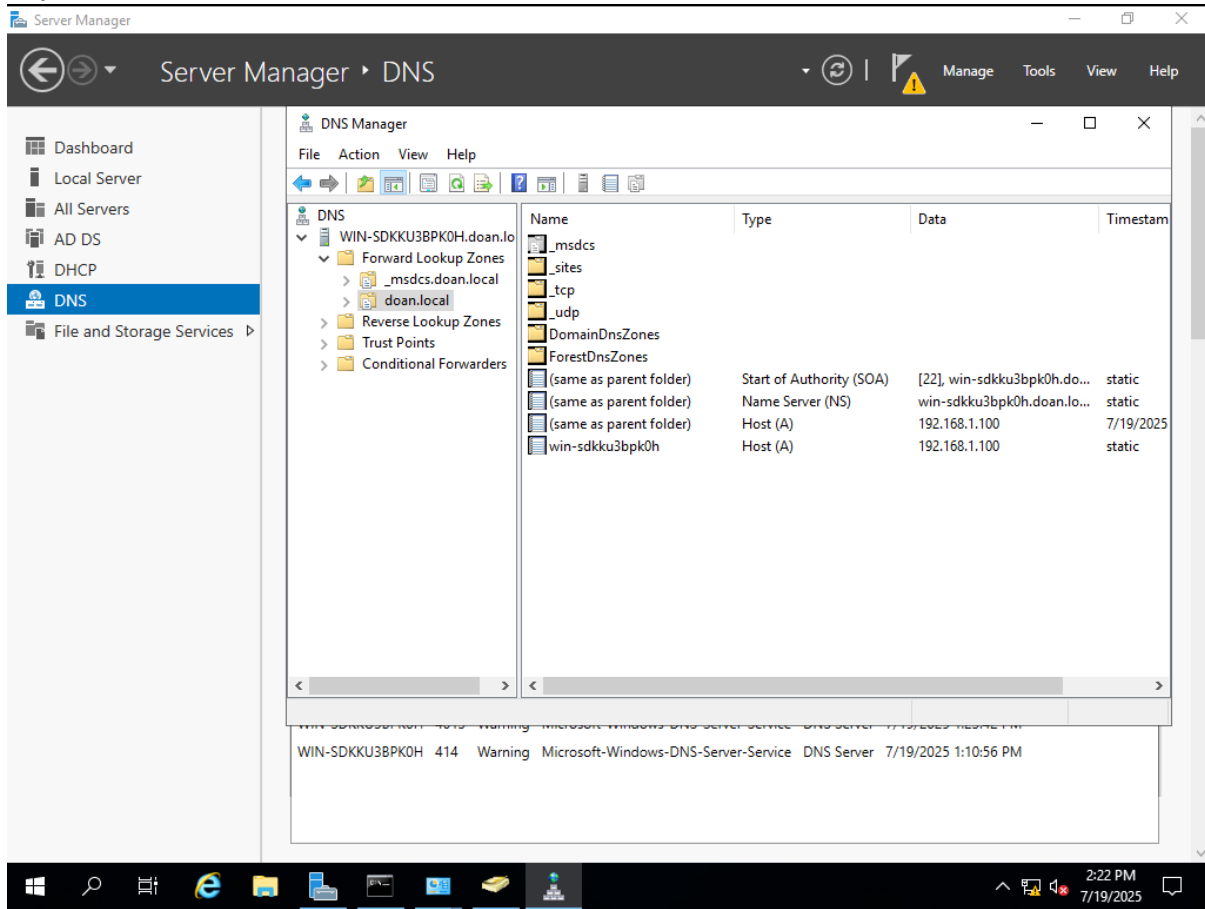 Server Manager
Server Manager ‣ DNS
Manage Tools View Help
Dashboard
Local Server
All Servers
AD DS
DHCP
DNS
File and Storage Services
DNS Manager
File Action View Help
DNS
WIN-SDKKU3BPK0H.doan.lo
Forward Lookup Zones
_msdcs.doan.local
doan.local
Reverse Lookup Zones
Trust Points
Conditional Forwarders
Name Type Data Timestam
_msdcs
_sites
_tcp
_udp
DomainDnsZones
ForestDnsZones
(same as parent folder) Start of Authority (SOA) [22], win-sdkku3bpk0h.do... static
(same as parent folder) Name Server (NS) win-sdkku3bpk0h.doan.lo... static
(same as parent folder) Host (A) 192.168.1.100 7/19/2025
win-sdkku3bpk0h Host (A) 192.168.1.100 static
WIN-SDKKU3BPK0H 414 Warning Microsoft-Windows-DNS-Server-Service DNS Server 7/19/2025 1:10:56 PM
2:22 PM
7/19/2025